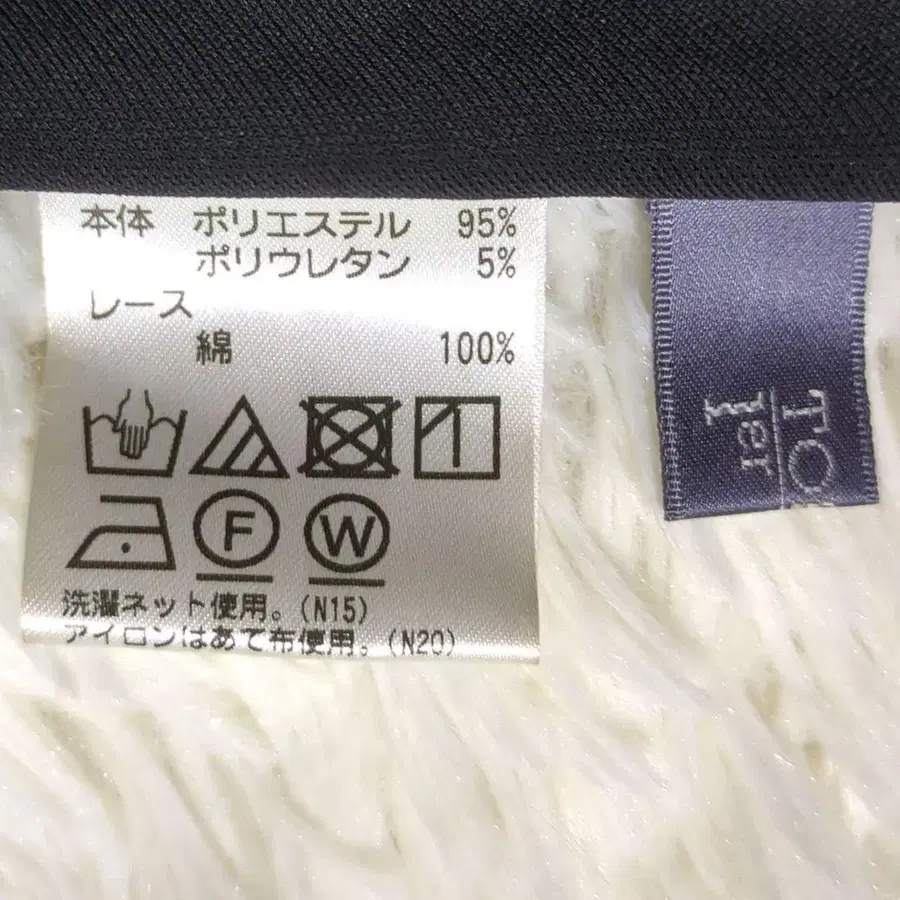 本体 ポリエステル 95%
ポリウレタン 5%
レース
綿 100%
F W
洗濯ネット使用。(N15)
アイロンはあて布使用。(N20)